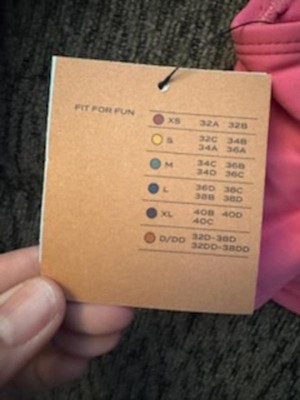 FIT FOR FUN
XS 32A 32B
S 32C 34B
34A 36A
M 34C 36B
34D 36C
L 36D 38C
38B 38D
XL 40B 40D
40C
D/DD 32D-38D
32DD-38DD